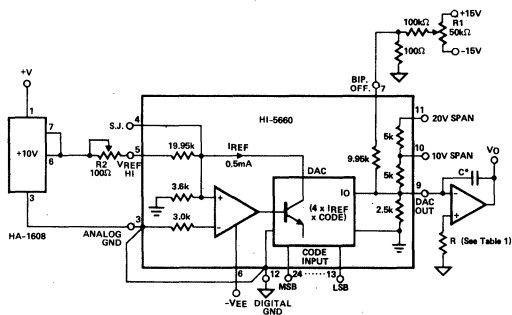 100kΩ
R1
50kΩ
+15V
-15V
100Ω
+V
1
+10V
7
6
3
HA-1608
R2
100Ω
BIP.
OFF.
7
HI-5660
S.J.
4
VREF
HI
5
19.95k
IREF
0.5mA
9.95k
5k
11
20V SPAN
10
10V SPAN
5k
DAC
IO
(4 x IREF
x CODE)
9
DAC
OUT
2.5k
C*
VO
R (See Table 1)
3.6k
3.0k
+
-
3
ANALOG
GND
CODE
INPUT
6
-VEE
12
DIGITAL
GND
24
MSB
13
LSB
-
+